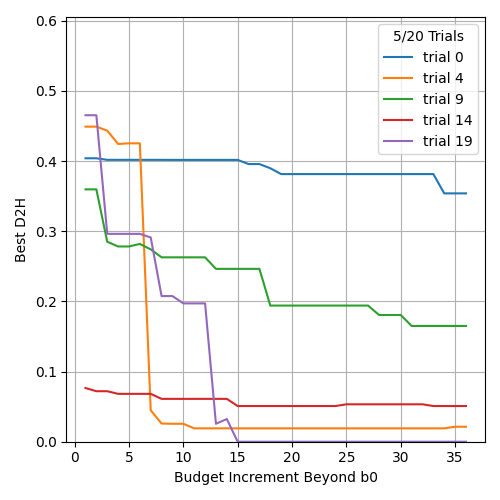 5/20 Trials
trial 0
trial 4
trial 9
trial 14
trial 19
Best D2H
0.6
0.5
0.4
0.3
0.2
0.1
0.0
0 5 10 15 20 25 30 35
Budget Increment Beyond b0